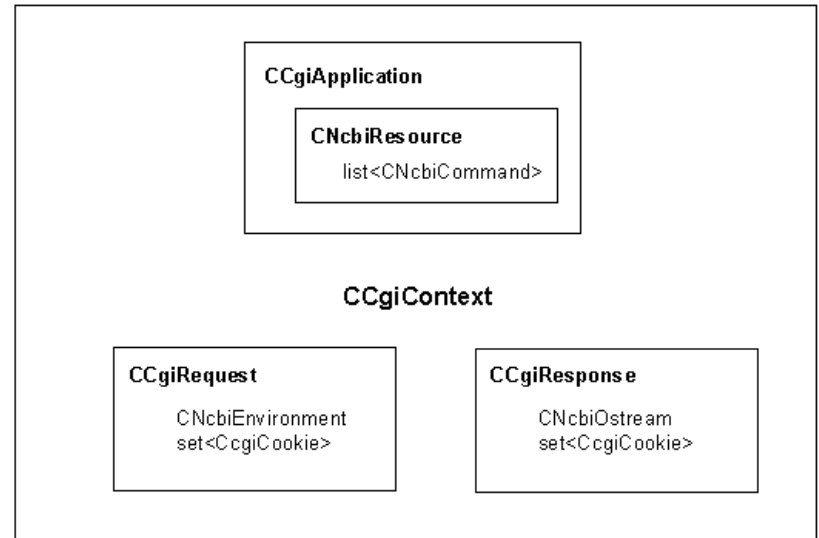 CCgiApplication
CNcbiResource
list<CNcbiCommand>
CCgiContext
CCgiRequest
CNcbiEnvironment
set<CcgiCookie>
CCgiResponse
CNcbiOstream
set<CcgiCookie>